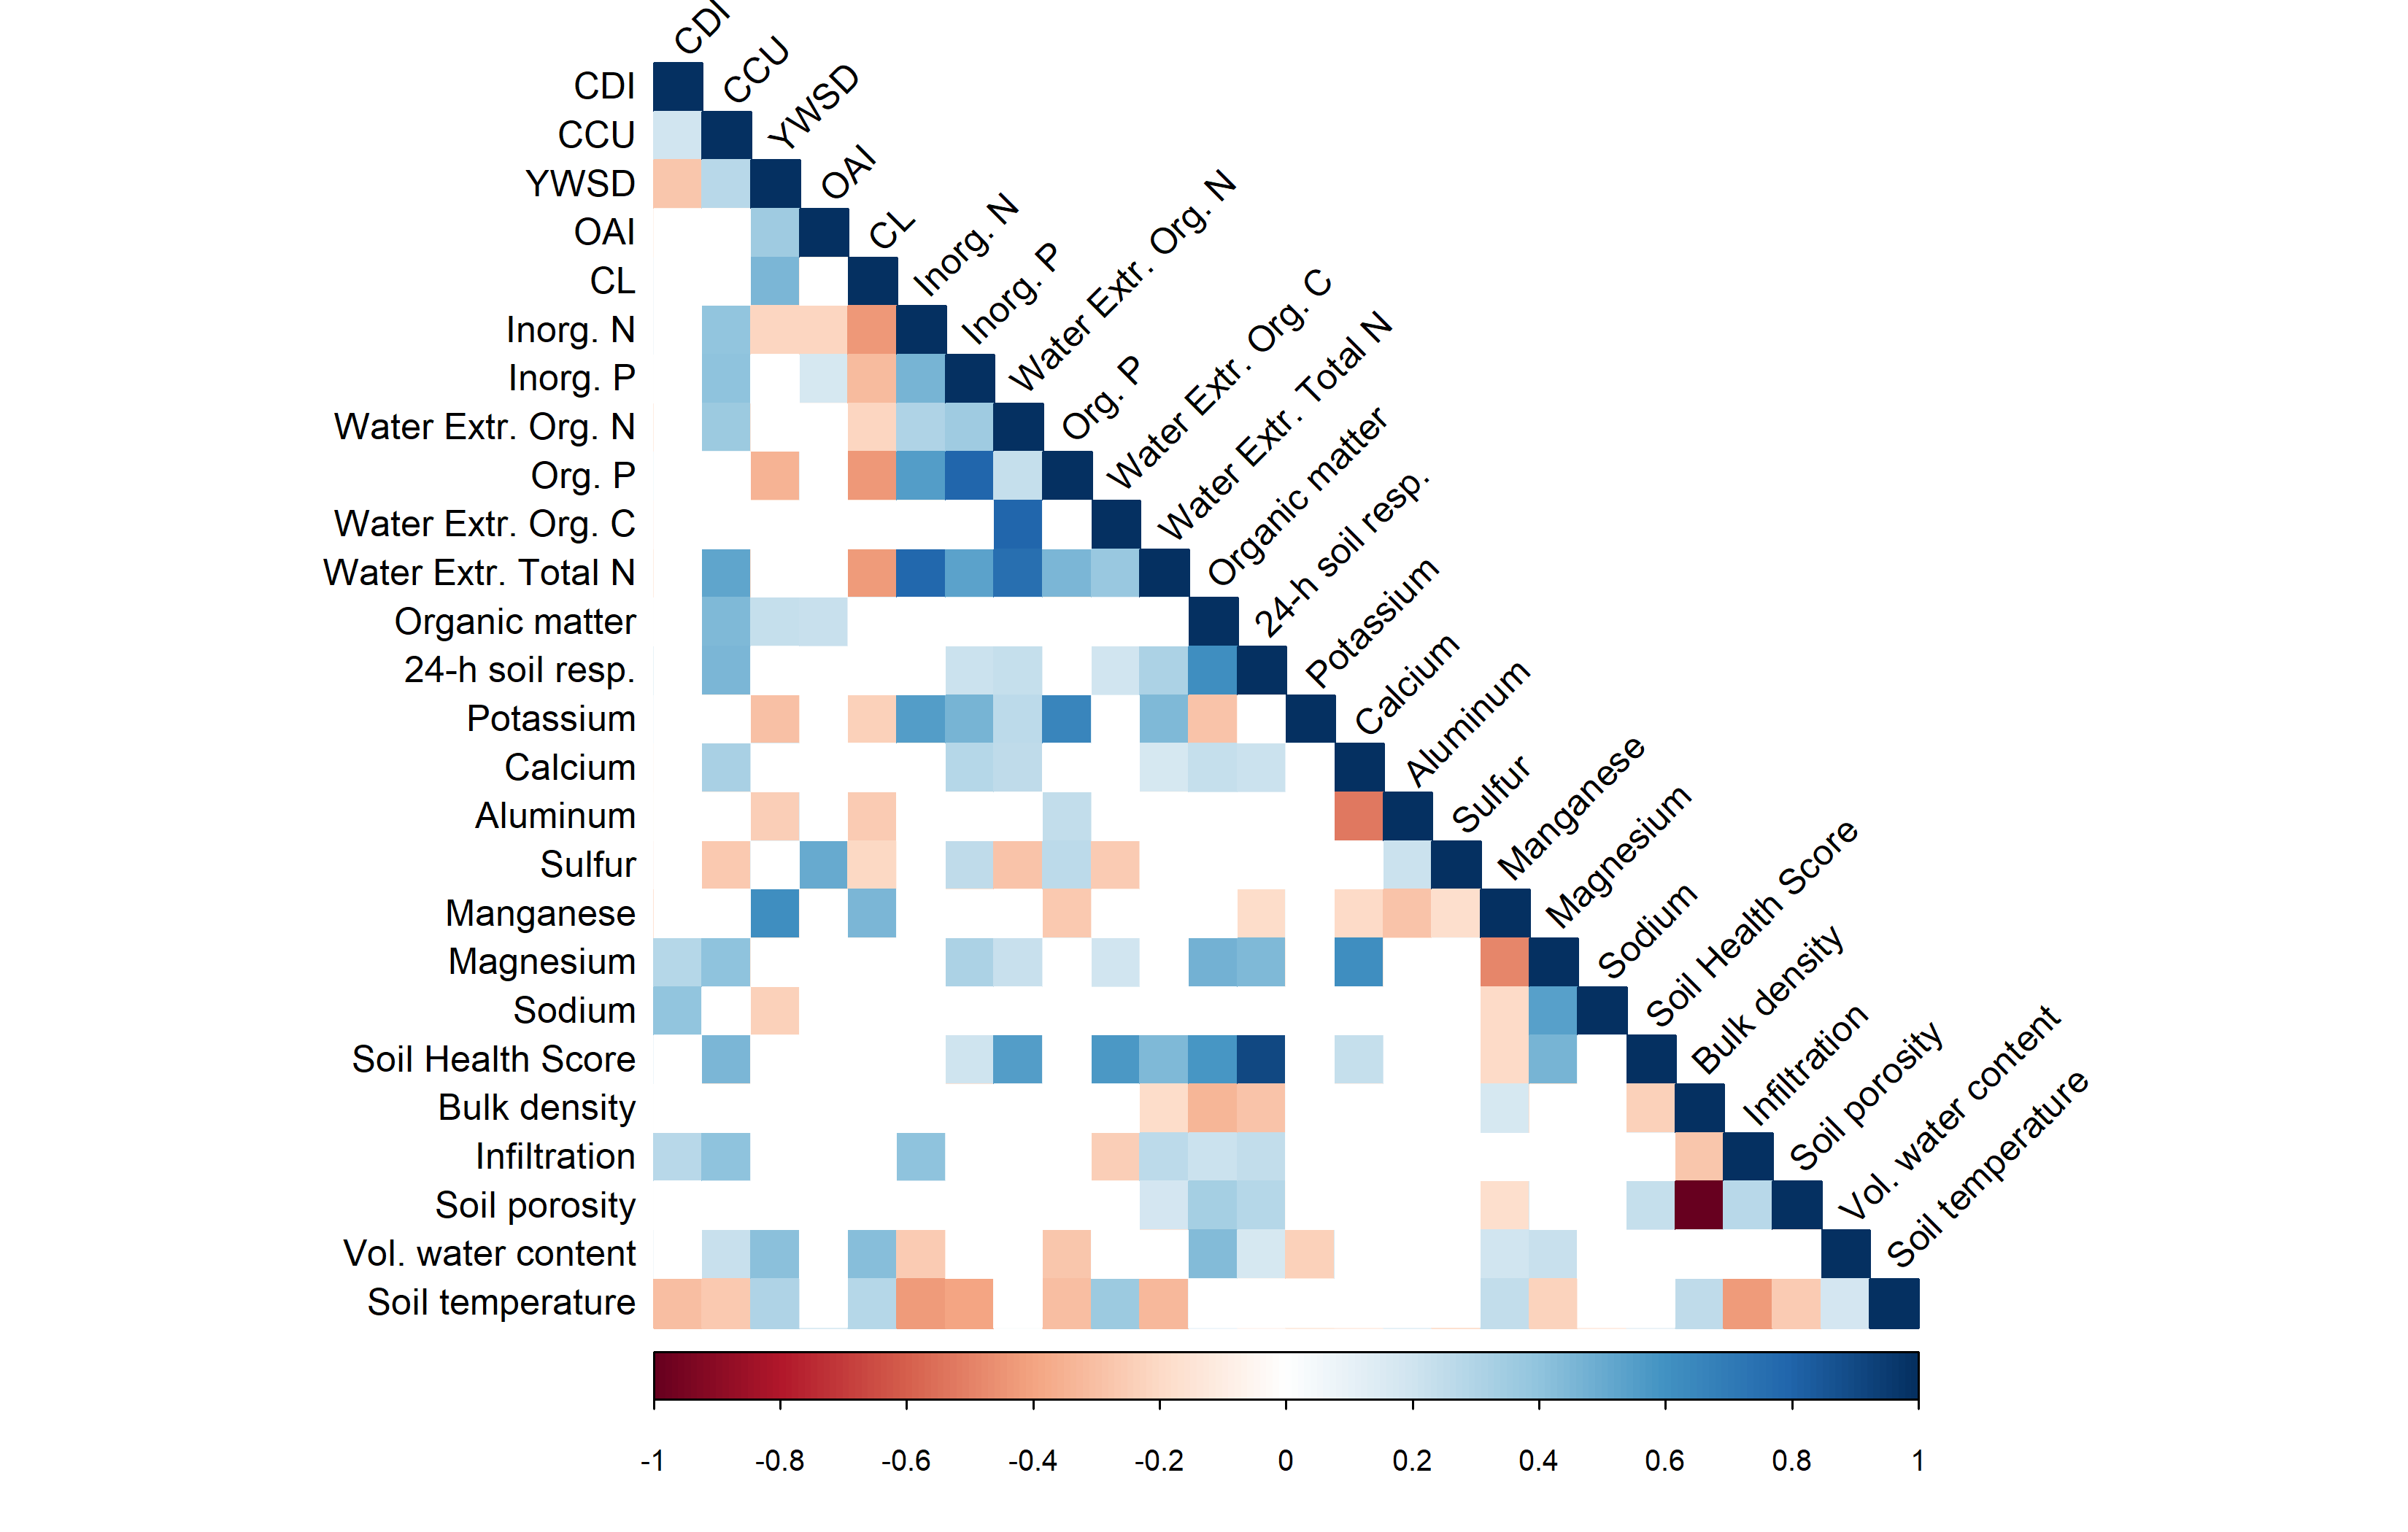 CDI
CCU
YWSD
OAI
CL
Inorg. N
Inorg. P
Water Extr. Org. N
Org. P
Water Extr. Org. C
Water Extr. Total N
Organic matter
24-h soil resp.
Potassium
Calcium
Aluminum
Sulfur
Manganese
Magnesium
Sodium
Soil Health Score
Bulk density
Infiltration
Soil porosity
Vol. water content
Soil temperature
CDI
CCU
YWSD
OAI
CL
Inorg. N
Inorg. P
Water Extr. Org. N
Org. P
Water Extr. Org. C
Water Extr. Total N
Organic matter
24-h soil resp.
Potassium
Calcium
Aluminum
Sulfur
Manganese
Magnesium
Sodium
Soil Health Score
Bulk density
Infiltration
Soil porosity
Vol. water content
Soil temperature
-1 -0.8 -0.6 -0.4 -0.2 0 0.2 0.4 0.6 0.8 1